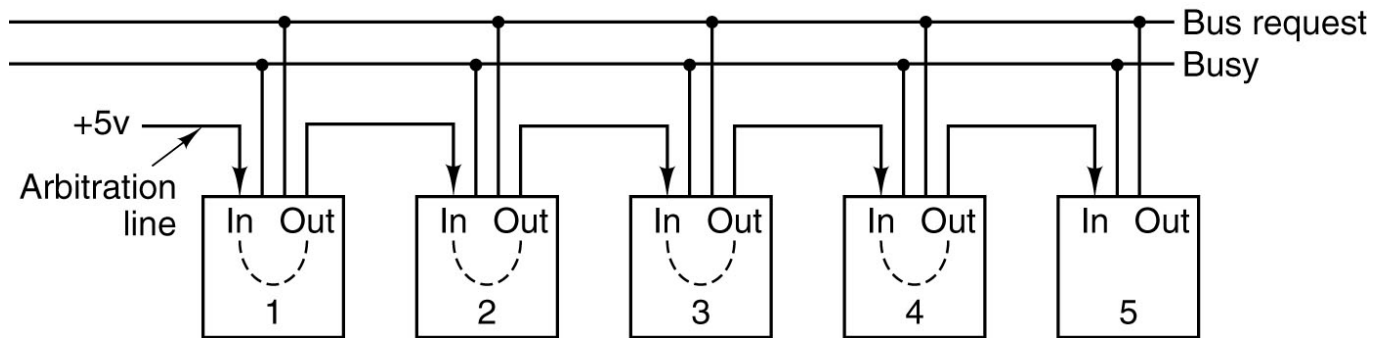 Bus request
Busy
+5v
Arbitration
line
In Out
1
In Out
2
In Out
3
In Out
4
In Out
5